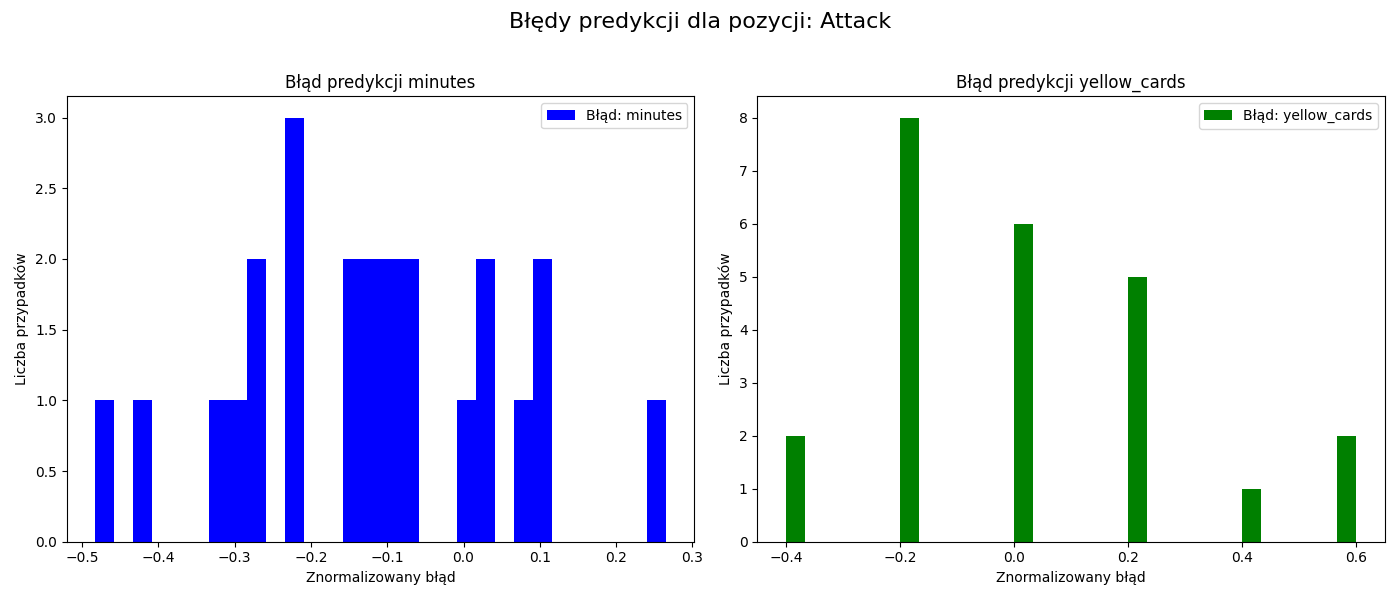 Błędy predykcji dla pozycji: Attack
Błąd predykcji minutes
Błąd: minutes
Liczba przypadków
3.0
2.5
2.0
1.5
1.0
0.5
0.0
−0.5 −0.4 −0.3 −0.2 −0.1 0.0 0.1 0.2 0.3
Znormalizowany błąd
Błąd predykcji yellow_cards
Błąd: yellow_cards
Liczba przypadków
8
7
6
5
4
3
2
1
0
−0.4 −0.2 0.0 0.2 0.4 0.6
Znormalizowany błąd